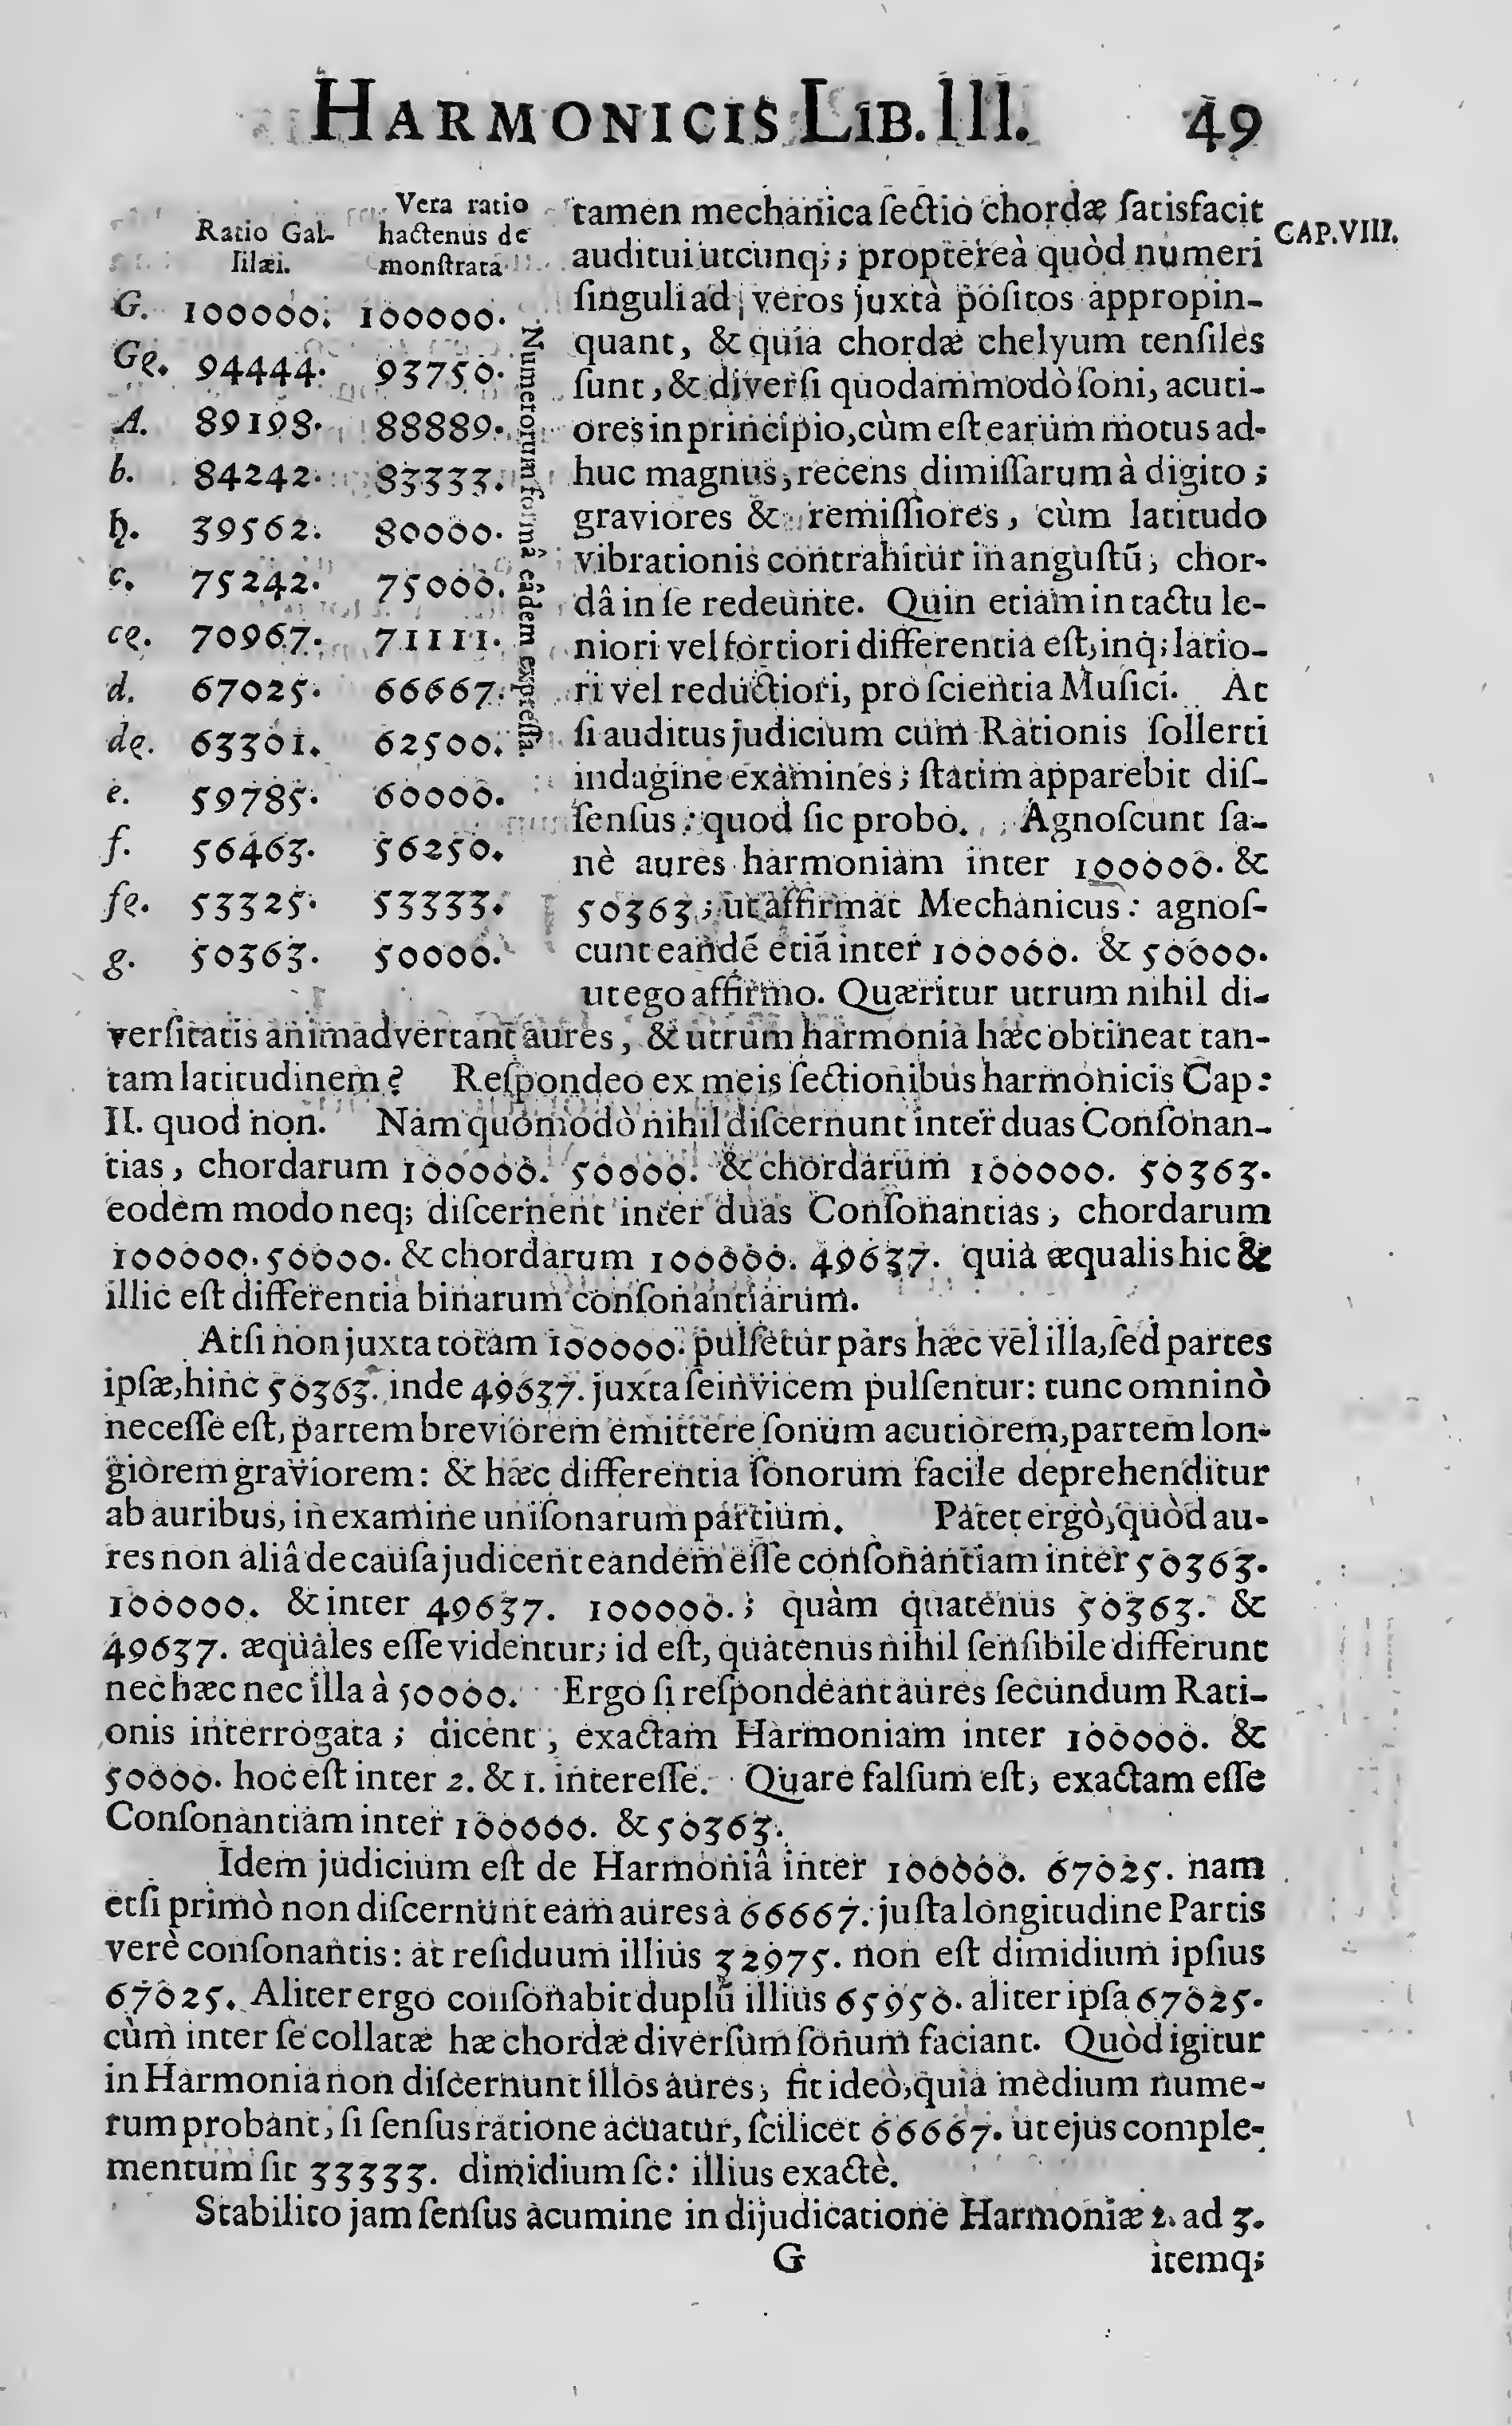 HARMONICIS LIB. III. 49
CAP. VIII.
Ratio Gal-
lilæi.
Vera ratio
hactenus de
monſtrata
G. 100000. 100000.
Gę. 94444. 93750.
A. 89198. 88889.
b. 84242. 83333.
ђ. 39562. 80000.
c. 75242. 75000.
cę. 70967. 71111.
d. 67025. 66667.
dę. 63301. 62500.
e. 59785. 60000.
f. 56463. 56250.
fę. 53325. 53333.
g. 50363. 50000.
Numerorum formâ eâdem expreſſa.
tamen mechanica ſectio chordæ ſatisfacit
auditui utcunq; ; proptereà quòd numeri
ſinguli ad veros juxtà poſitos appropin-
quant, & quia chordæ chelyum tenſiles
ſunt, & diverſi quodammodò ſoni, acuti-
ores in principio, cùm eſt earum motus ad-
huc magnus, recens dimiſſarum à digito ;
graviores & remiſſiores, cùm latitudo
vibrationis contrahitur in anguſtũ, chor-
dâ in ſe redeunte. Quin etiam in tactu le-
niori vel fortiori differentia eſt, inq; latio-
ri vel reductiori, pro ſcientia Muſici. At
ſi auditus judicium cum Rationis ſollerti
indagine examines ; ſtatim apparebit diſ-
ſenſus : quod ſic probo. Agnoſcunt ſa-
nè aures harmoniam inter 100000. &
50363 ; ut affirmat Mechanicus : agnoſ-
cunt eandẽ etiã inter 100000. & 50000.
ut ego affirmo. Quæritur utrum nihil di-
verſitatis animadvertant aures, & utrum harmonia hæc obtineat tan-
tam latitudinem? Reſpondeo ex meis ſectionibus harmonicis Cap:
II. quod non. Nam quomodò nihil diſcernunt inter duas Conſonan-
tias, chordarum 100000. 50000. & chordarum 100000. 50363.
eodem modo neq; diſcernent inter duas Conſonantias, chordarum
100000. 50000. & chordarum 100000. 49637. quia æqualis hic &
illic eſt differentia binarum conſonantiarum.
At ſi non juxta totam 100000. pulſetur pars hæc vel illa, ſed partes
ipſæ, hinc 50363. inde 49637. juxta ſe invicem pulſentur: tunc omninò
neceſſe eſt, partem breviorem emittere ſonum acutiorem, partem lon-
giorem graviorem: & hæc differentia ſonorum facile deprehenditur
ab auribus, in examine uniſonarum partium. Patet ergò, quòd au-
res non aliâ de cauſa judicent eandem eſſe conſonantiam inter 50363.
100000. & inter 49637. 100000. ; quàm quatenus 50363. &
49637. æquales eſſe videntur; id eſt, quatenus nihil ſenſibile differunt
nec hæc nec illa à 50000. Ergo ſi reſpondeant aures ſecundum Rati-
onis interrogata ; dicent, exactam Harmoniam inter 100000. &
50000. hoc eſt inter 2. & 1. intereſſe. Quare falſum eſt, exactam eſſe
Conſonantiam inter 100000. & 50363.
Idem judicium eſt de Harmoniâ inter 100000. 67025. nam
etſi primò non diſcernunt eam aures à 66667. juſta longitudine Partis
verè conſonantis: at reſiduum illius 32975. non eſt dimidium ipſius
67025. Aliter ergo conſonabit duplũ illius 65950. aliter ipſa 67025.
cùm inter ſe collatæ hæ chordæ diverſum ſonum faciant. Quòd igitur
in Harmonia non diſcernunt illos aures, fit ideò, quia medium nume-
rum probant, ſi ſenſus ratione acuatur, ſcilicet 66667. ut ejus comple-
mentum ſit 33333. dimidium ſc: illius exactè.
Stabilito jam ſenſus acumine in dijudicatione Harmoniæ 2. ad 3.
G itemq;